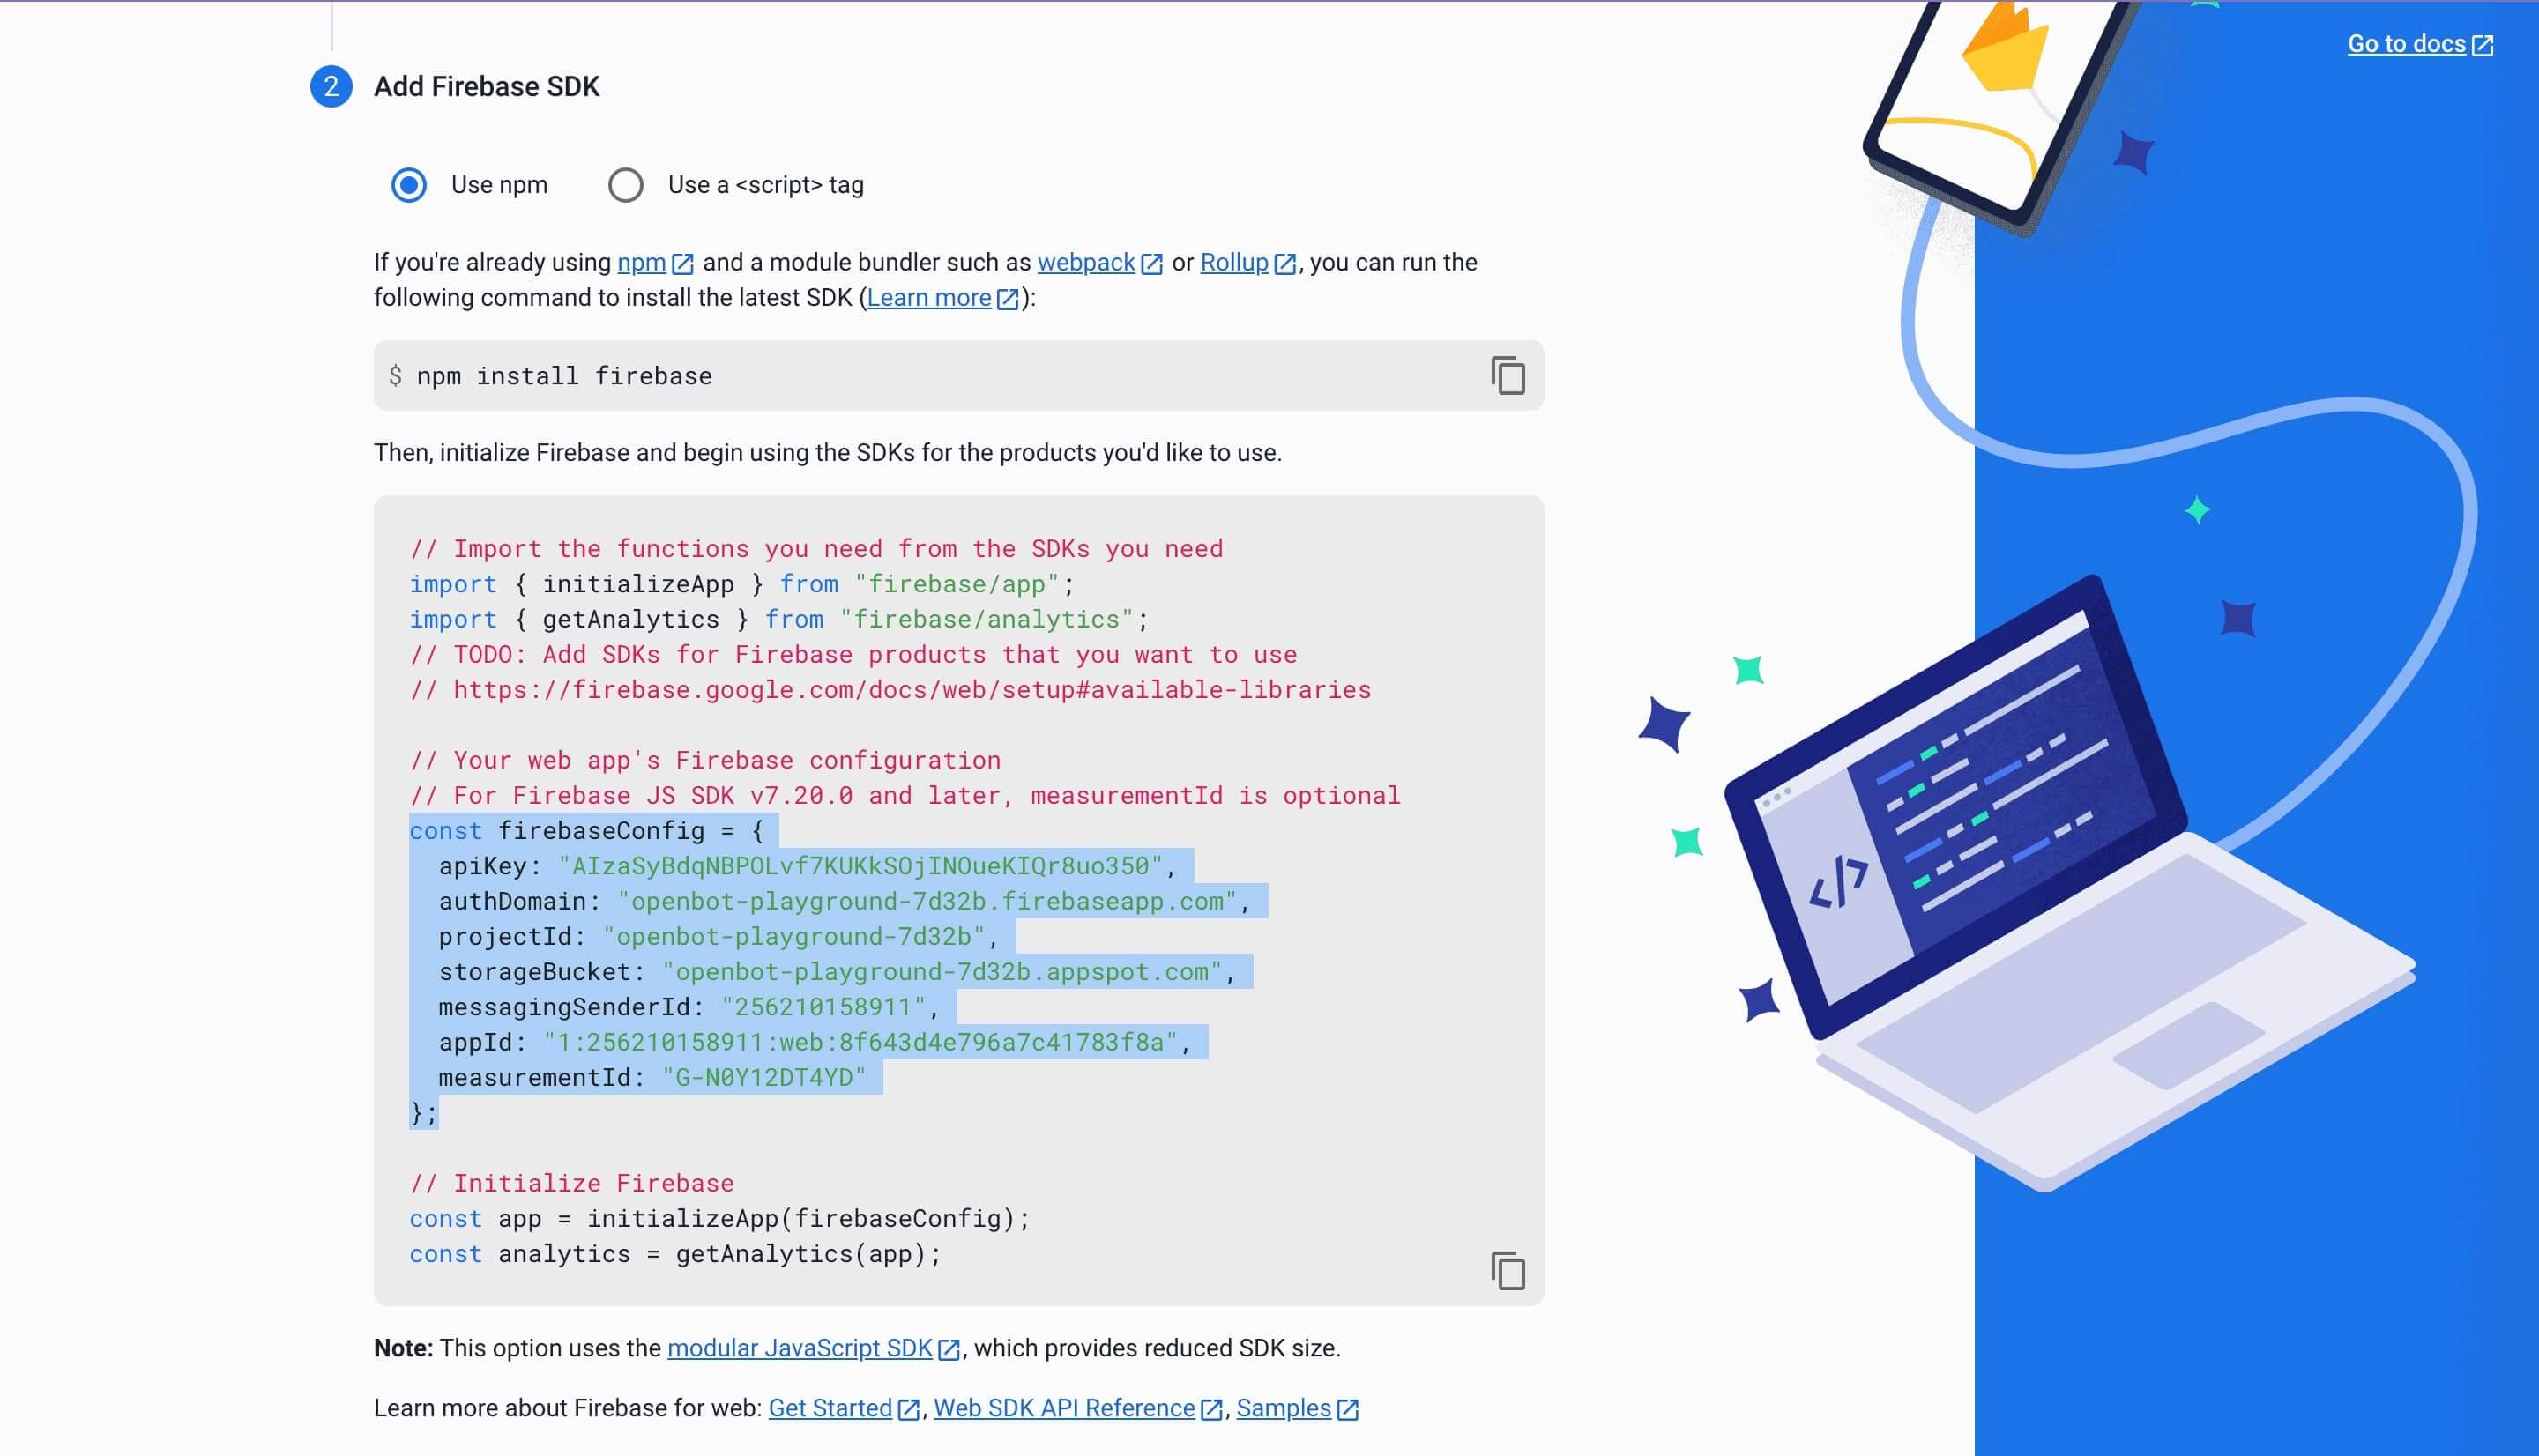 Go to docs
2 Add Firebase SDK
Use npm Use a <script> tag
If you're already using npm and a module bundler such as webpack or Rollup, you can run the
following command to install the latest SDK (Learn more):
$ npm install firebase
Then, initialize Firebase and begin using the SDKs for the products you'd like to use.
// Import the functions you need from the SDKs you need
import { initializeApp } from "firebase/app";
import { getAnalytics } from "firebase/analytics";
// TODO: Add SDKs for Firebase products that you want to use
// https://firebase.google.com/docs/web/setup#available-libraries
// Your web app's Firebase configuration
// For Firebase JS SDK v7.20.0 and later, measurementId is optional
const firebaseConfig = {
apiKey: "AIzaSyBdqNBPOLvf7KUKkSOjINOueKIQr8uo350",
authDomain: "openbot-playground-7d32b.firebaseapp.com",
projectId: "openbot-playground-7d32b",
storageBucket: "openbot-playground-7d32b.appspot.com",
messagingSenderId: "256210158911",
appId: "1:256210158911:web:8f643d4e796a7c41783f8a",
measurementId: "G-N0Y12DT4YD"
};
// Initialize Firebase
const app = initializeApp(firebaseConfig);
const analytics = getAnalytics(app);
Note: This option uses the modular JavaScript SDK, which provides reduced SDK size.
Learn more about Firebase for web: Get Started, Web SDK API Reference, Samples